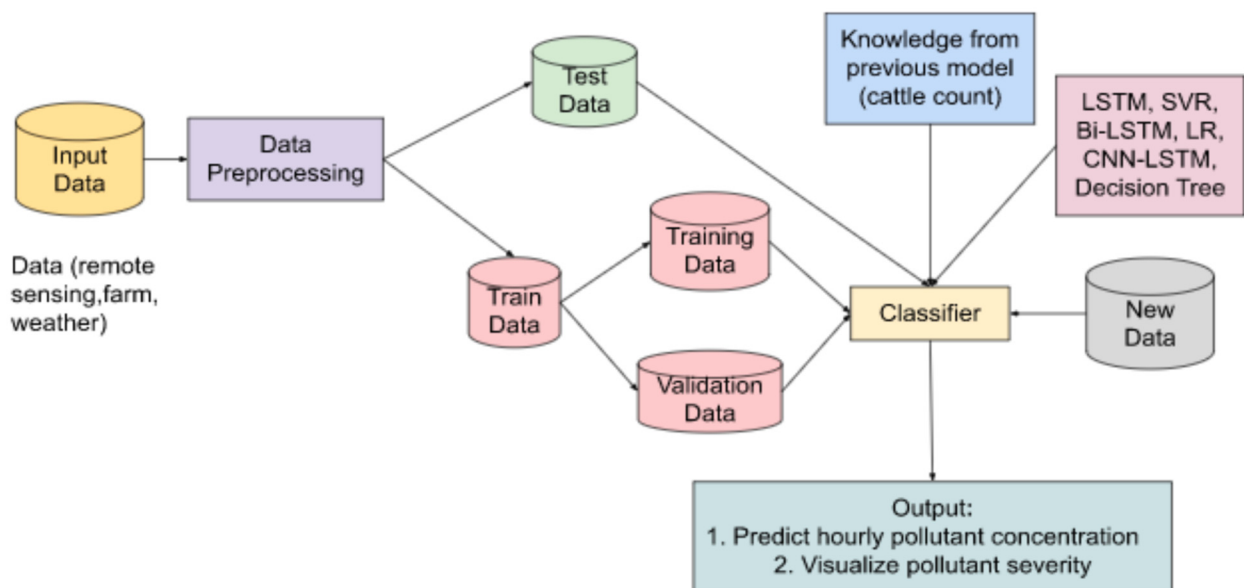 Input
Data
Data (remote
sensing,farm,
weather)
Data
Preprocessing
Test
Data
Train
Data
Training
Data
Validation
Data
Knowledge from
previous model
(cattle count)
LSTM, SVR,
Bi-LSTM, LR,
CNN-LSTM,
Decision Tree
Classifier
New
Data
Output:
1. Predict hourly pollutant concentration
2. Visualize pollutant severity